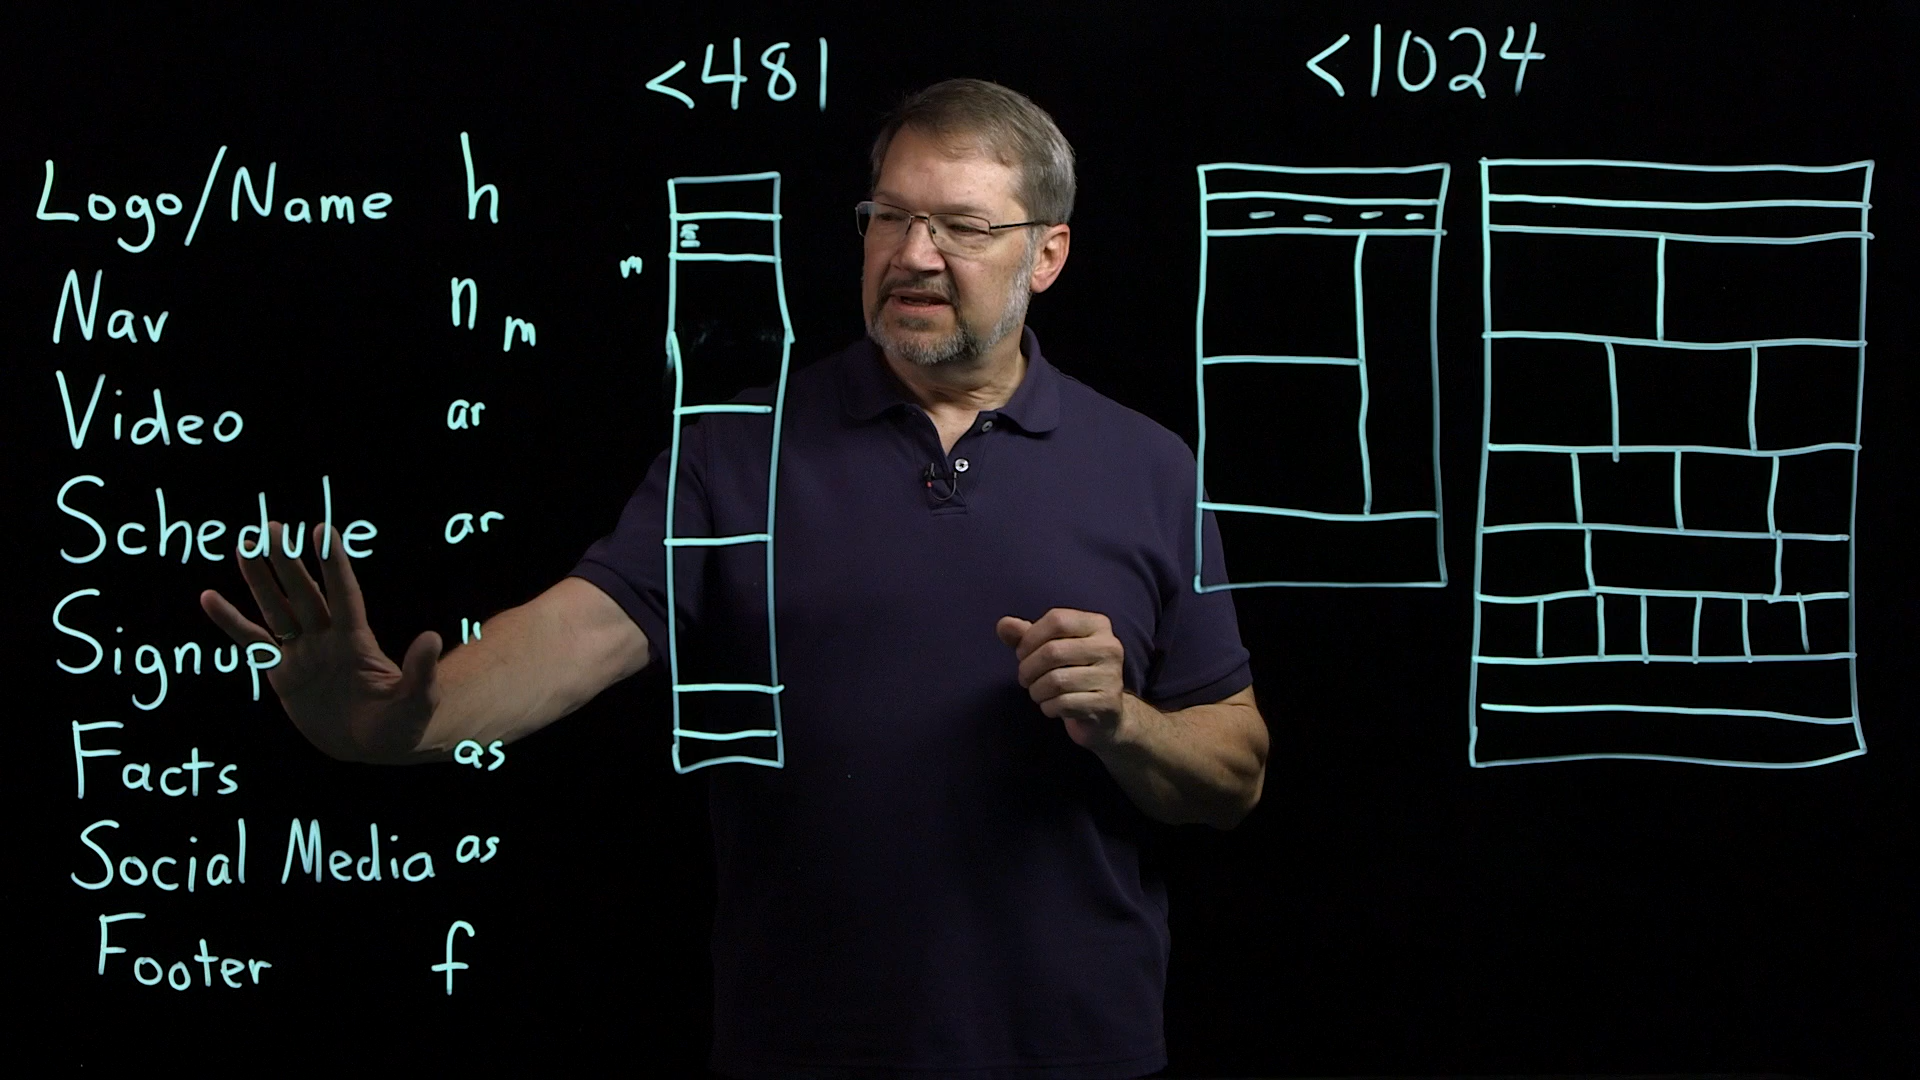 <481
<1024
Logo/Name h
m
Nav n m
Video ar
Schedule ar
Signup "
Facts as
Social Media as
Footer f